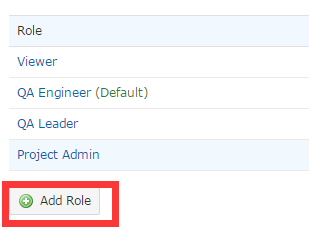 Role
Viewer
QA Engineer (Default)
QA Leader
Project Admin
Add Role